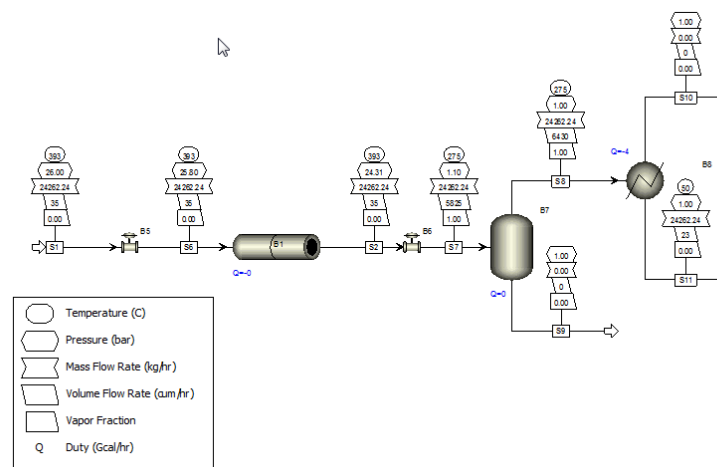 1.00
0.00
0
0.00
S10
275
1.00
24262.24
6430
1.00
S8
Q=-4
B8
393
26.00
24262.24
35
0.00
S1
B5
393
25.80
24262.24
35
0.00
S6
B1
Q=-0
393
24.31
24262.24
35
0.00
S2
B6
275
1.10
24262.24
5825
1.00
S7
B7
Q=0
50
1.00
24262.24
23
0.00
S11
1.00
0.00
0
0.00
S9
Temperature (C)
Pressure (bar)
Mass Flow Rate (kg/hr)
Volume Flow Rate (cum/hr)
Vapor Fraction
Q Duty (Gcal/hr)